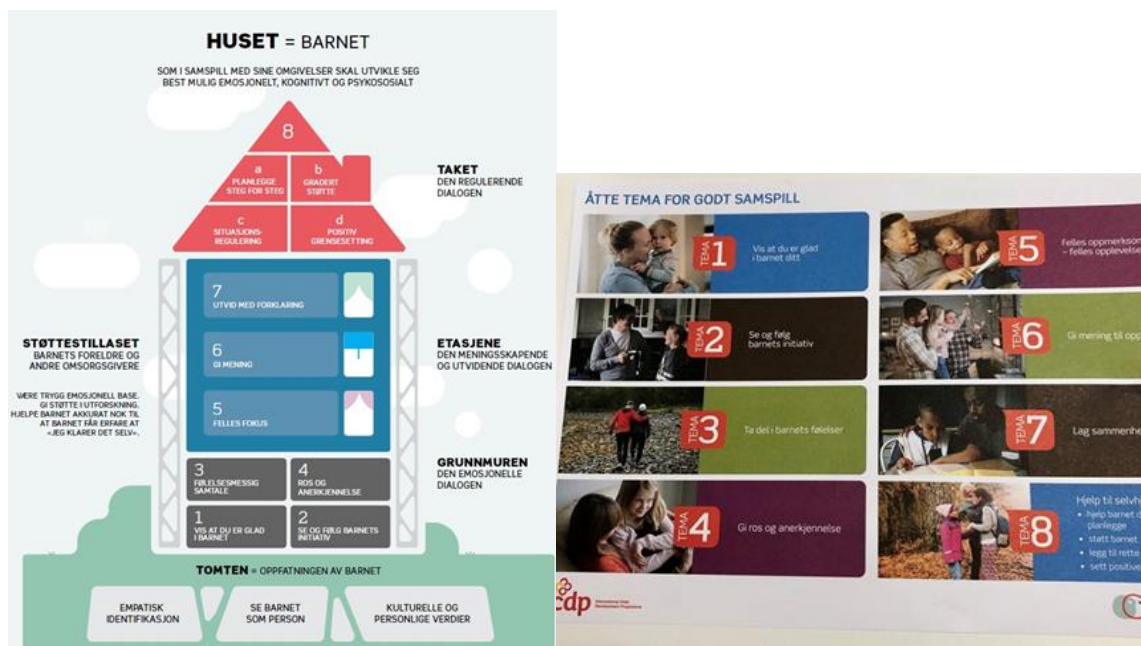 HUSET = BARNET
SOM I SAMSPILL MED SINE OMGIVELSER SKAL UTVIKLE SEG
BEST MULIG EMOSJONELT, KOGNITIVT OG PSYKOSOSIALT
8
a
PLANLEGGE
STEG FOR STEG
b
GRADERT
STØTTE
c
SITUASJONS-
REGULERING
d
POSITIV
GRENSESETTING
TAKET
DEN REGULERENDE
DIALOGEN
7
UTVID MED FORKLARING
6
GI MENING
5
FELLES FOKUS
STØTTESTILLASET
BARNETS FORELDRE OG
ANDRE OMSORGSGIVERE
VÆRE TRYGG EMOSJONELL BASE.
GI STØTTE I UTFORSKNING.
HJELPE BARNET AKKURAT NOK TIL
AT BARNET FÅR ERFARE AT
«JEG KLARER DET SELV».
ETASJENE
DEN MENINGSSKAPENDE
OG UTVIDENDE DIALOGEN
3
FØLELSESMESSIG
SAMTALE
4
ROS OG
ANERKJENNELSE
1
VIS AT DU ER GLAD
I BARNET
2
SE OG FØLG BARNETS
INITIATIV
GRUNNMUREN
DEN EMOSJONELLE
DIALOGEN
TOMTEN = OPPFATNINGEN AV BARNET
EMPATISK
IDENTIFIKASJON
SE BARNET
SOM PERSON
KULTURELLE OG
PERSONLIGE VERDIER
ÅTTE TEMA FOR GODT SAMSPILL
TEMA 1
Vis at du er glad
i barnet ditt
TEMA 2
Se og følg
barnets initiativ
TEMA 3
Ta del i barnets følelser
TEMA 4
Gi ros og anerkjennelse
TEMA 5
Felles oppmerkson
– felles opplevelse
TEMA 6
Gi mening til opp
TEMA 7
Lag sammenhe
TEMA 8
Hjelp til selvh
• hjelp barnet
planlegge
• støtt barnet
• legg til rette
• sett positive
cdp